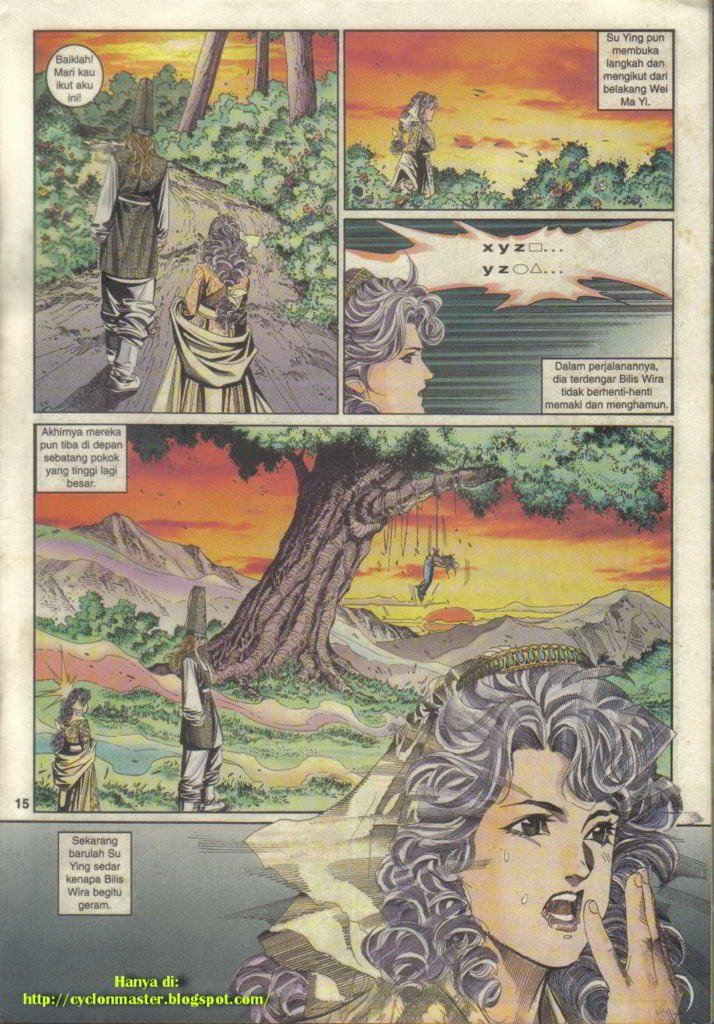 Baiklah!
Mari kau
ikut aku
ini!
Su Ying pun
membuka
langkah dan
mengikut dari
belakang Wei
Ma Yi.
x y z □...
y z ○△...
Dalam perjalanannya,
dia terdengar Bilis Wira
tidak berhenti-henti
memaki dan menghamun.
Akhirnya mereka
pun tiba di depan
sebatang pokok
yang tinggi lagi
besar.
15
Sekarang
barulah Su
Ying sedar
kenapa Bilis
Wira begitu
geram.
Hanya di:
http://cyclonmaster.blogspot.com/